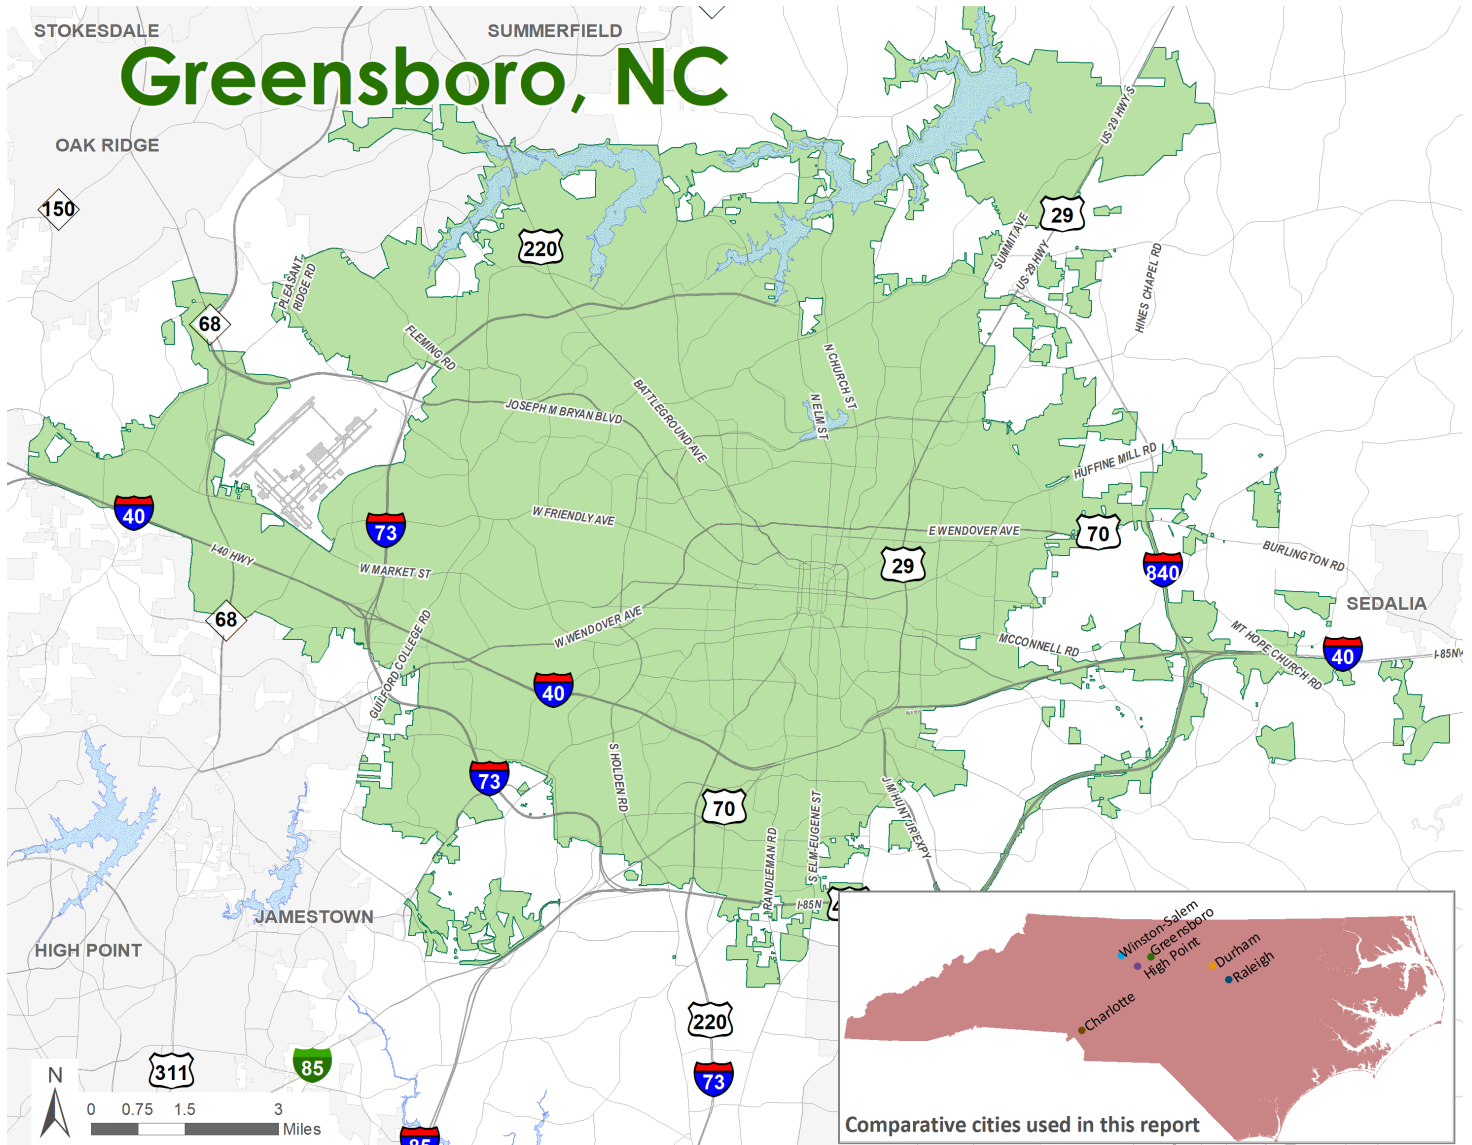 STOKESDALE
SUMMERFIELD
Greensboro, NC
OAK RIDGE
150
220
29
US 29 HWY S
SUMMIT AVE
US 29 HWY
HINES CHAPEL RD
PLEASANT
RIDGE RD
68
FLEMING RD
N CHURCH ST
N ELM ST
BATTLEGROUND AVE
JOSEPH M BRYAN BLVD
HUFFINE MILL RD
40
73
W FRIENDLY AVE
E WENDOVER AVE
70
29
I-40 HWY
W MARKET ST
840
BURLINGTON RD
SEDALIA
68
GUILFORD COLLEGE RD
W WENDOVER AVE
MCCONNELL RD
MT HOPE CHURCH RD
40
I-85N
40
73
S HOLDEN RD
70
RANDLEMAN RD
S ELM-EUGENE ST
J M HUNT JR EXPY
I-85N
JAMESTOWN
HIGH POINT
220
73
311
85
85
N
0 0.75 1.5 3
Miles
Winston-Salem
Greensboro
High Point
Durham
Raleigh
Charlotte
Comparative cities used in this report